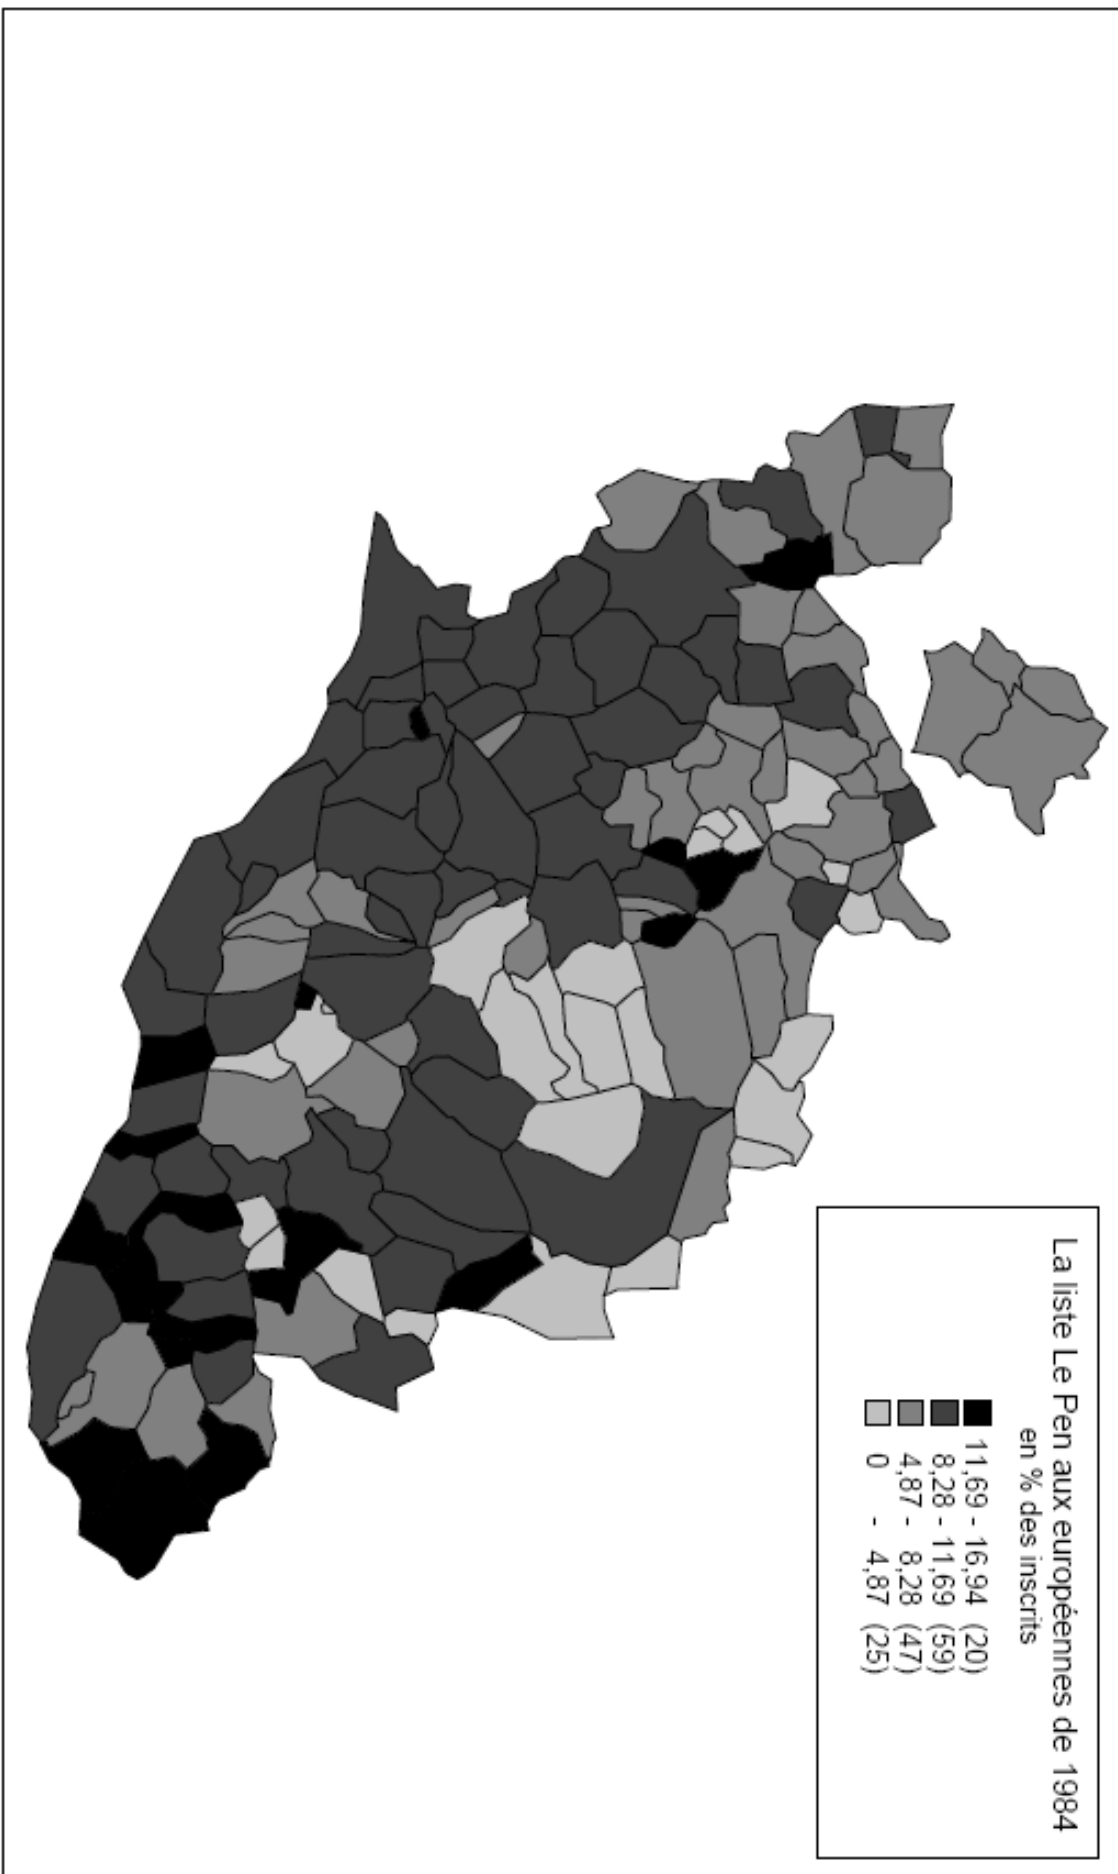 La liste Le Pen aux européennes de 1984
en % des inscrits
11,69 - 16,94 (20)
8,28 - 11,69 (59)
4,87 - 8,28 (47)
0 - 4,87 (25)